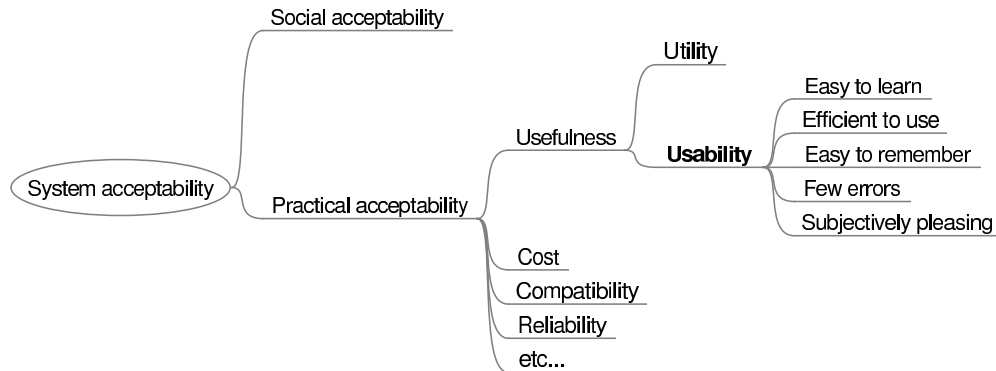 Social acceptability
Utility
Easy to learn
Efficient to use
Usefulness
Usability
Easy to remember
System acceptability
Few errors
Practical acceptability
Subjectively pleasing
Cost
Compatibility
Reliability
etc...